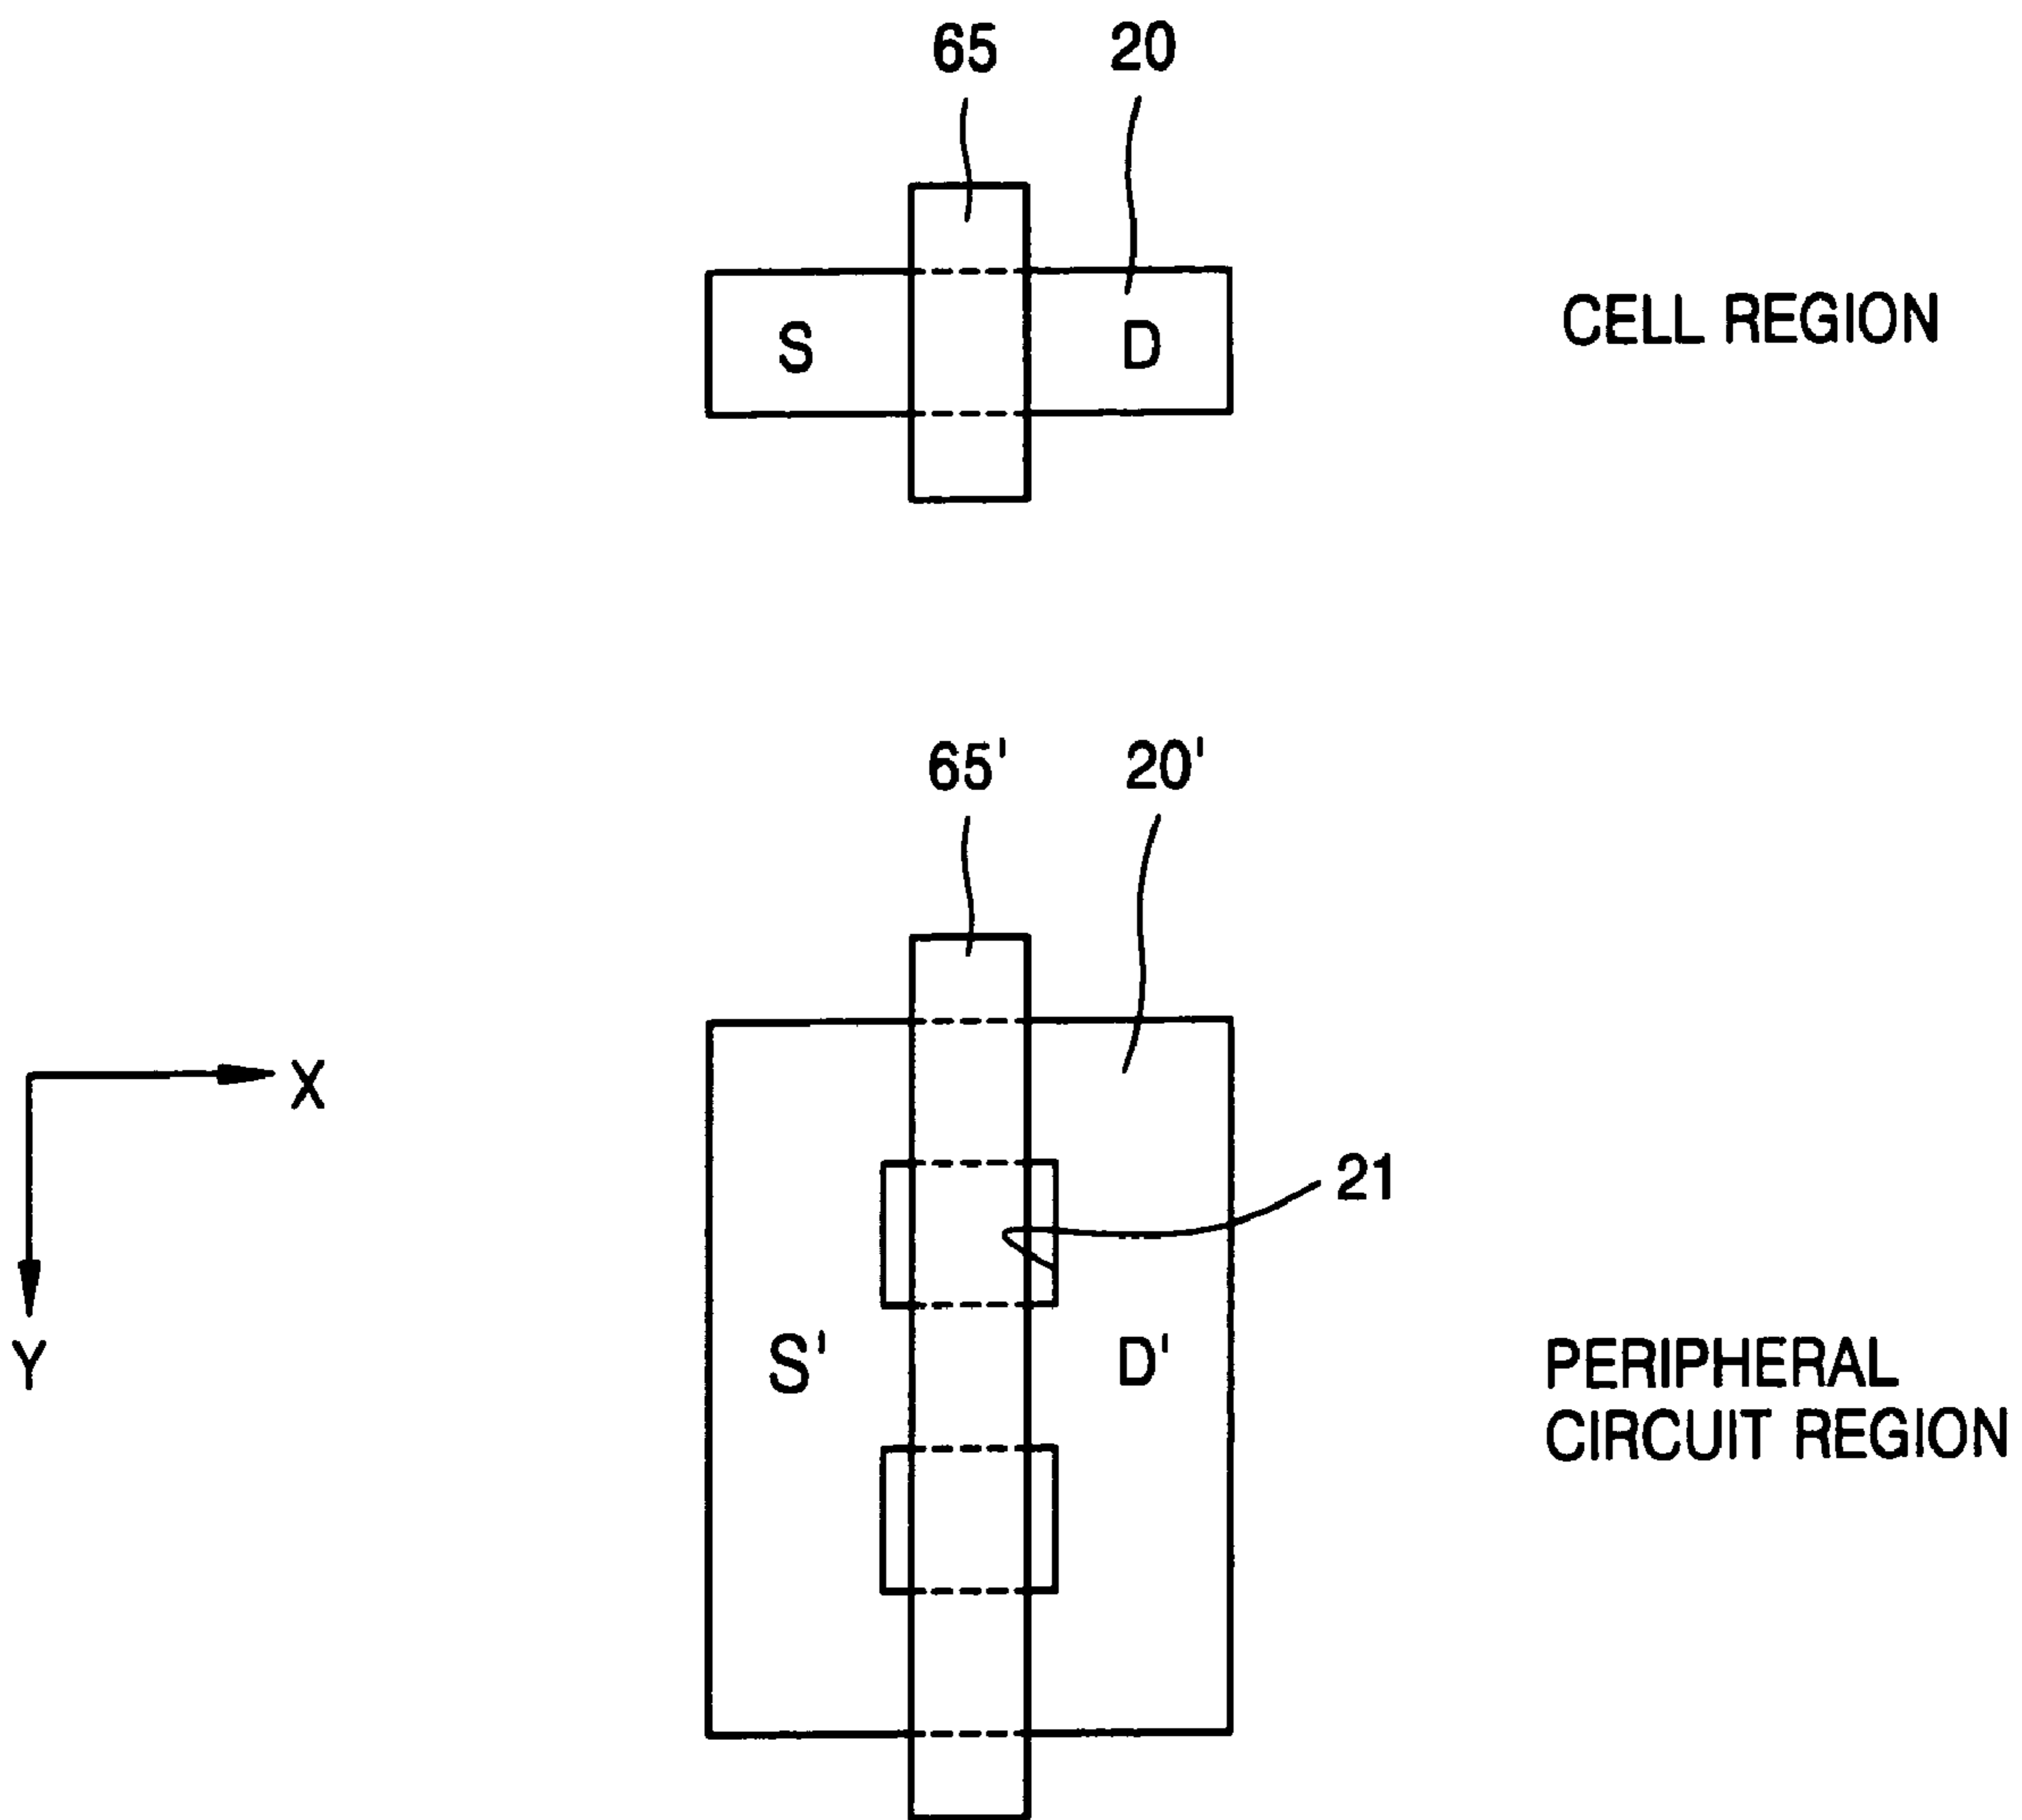 65 20
S D CELL REGION
65' 20'
X
21
Y S' D' PERIPHERAL
CIRCUIT REGION